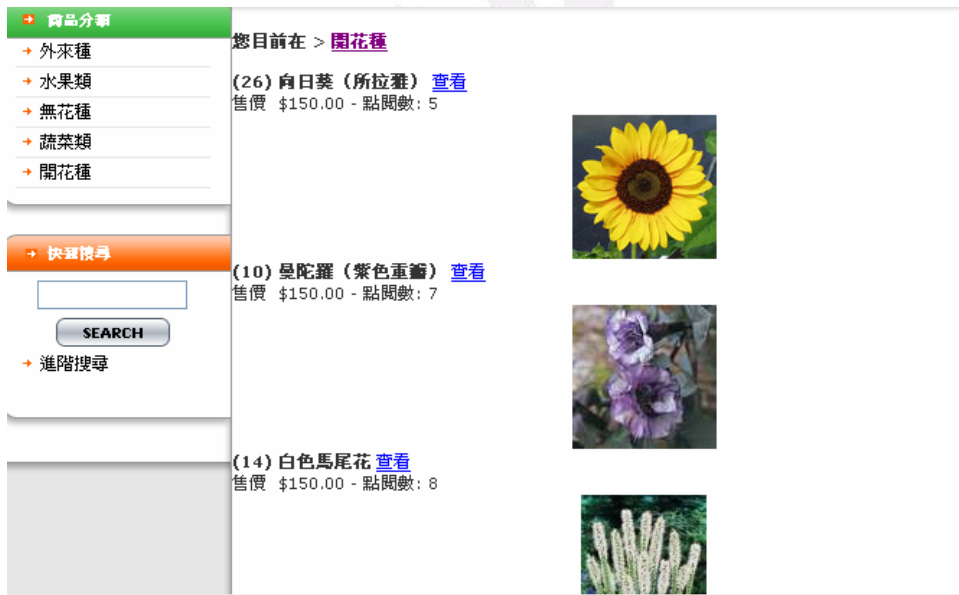 商品分類
外來種
水果類
無花種
蔬菜類
開花種
快速搜尋
SEARCH
進階搜尋
您目前在 > 開花種
(26) 向日葵（所拉雅） 查看
售價 $150.00 - 點閱數: 5
(10) 曼陀羅（紫色重瓣） 查看
售價 $150.00 - 點閱數: 7
(14) 白色馬尾花 查看
售價 $150.00 - 點閱數: 8